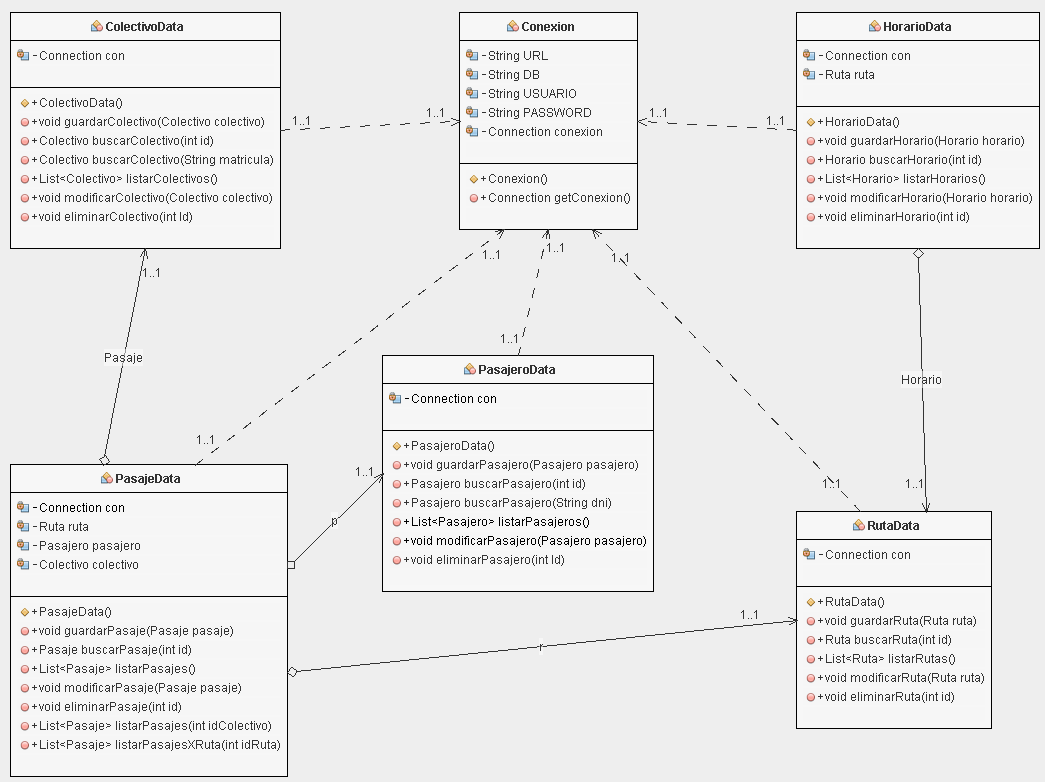 ColectivoData
- Connection con
+ ColectivoData()
+ void guardarColectivo(Colectivo colectivo)
+ Colectivo buscarColectivo(int id)
+ Colectivo buscarColectivo(String matricula)
+ List<Colectivo> listarColectivos()
+ void modificarColectivo(Colectivo colectivo)
+ void eliminarColectivo(int Id)
Conexion
- String URL
- String DB
- String USUARIO
- String PASSWORD
- Connection conexion
+ Conexion()
+ Connection getConexion()
HorarioData
- Connection con
- Ruta ruta
+ HorarioData()
+ void guardarHorario(Horario horario)
+ Horario buscarHorario(int id)
+ List<Horario> listarHorarios()
+ void modificarHorario(Horario horario)
+ void eliminarHorario(int id)
1..1
1..1
1..1
1..1
1..1
1..1
1..1
1..1
Pasaje
1..1
Horario
1..1
PasajeroData
- Connection con
+ PasajeroData()
+ void guardarPasajero(Pasajero pasajero)
+ Pasajero buscarPasajero(int id)
+ Pasajero buscarPasajero(String dni)
+ List<Pasajero> listarPasajeros()
+ void modificarPasajero(Pasajero pasajero)
+ void eliminarPasajero(int Id)
1..1
1..1
p
1..1
1..1
PasajeData
- Connection con
- Ruta ruta
- Pasajero pasajero
- Colectivo colectivo
+ PasajeData()
+ void guardarPasaje(Pasaje pasaje)
+ Pasaje buscarPasaje(int id)
+ List<Pasaje> listarPasajes()
+ void modificarPasaje(Pasaje pasaje)
+ void eliminarPasaje(int id)
+ List<Pasaje> listarPasajes(int idColectivo)
+ List<Pasaje> listarPasajesXRuta(int idRuta)
1..1
r
RutaData
- Connection con
+ RutaData()
+ void guardarRuta(Ruta ruta)
+ Ruta buscarRuta(int id)
+ List<Ruta> listarRutas()
+ void modificarRuta(Ruta ruta)
+ void eliminarRuta(int id)